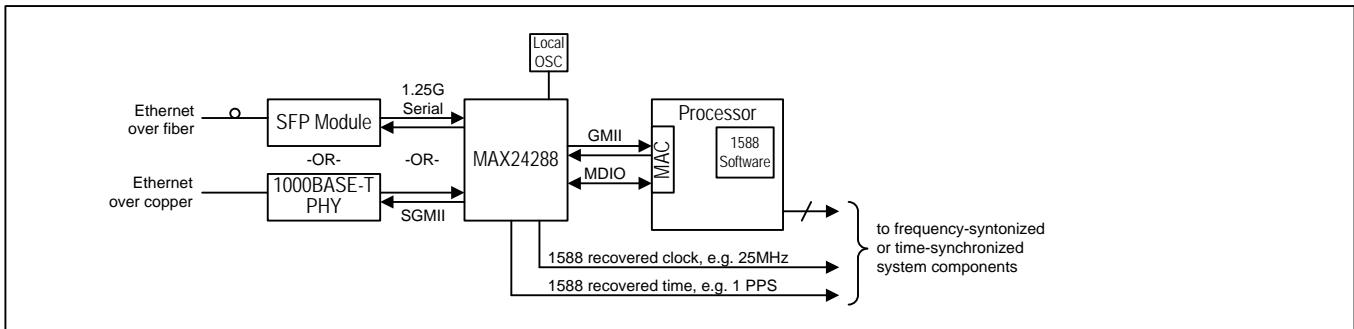 Local
OSC
1.25G
Serial
Ethernet
over fiber
SFP Module
-OR-
-OR-
Ethernet
over copper
1000BASE-T
PHY
SGMII
MAX24288
GMII
MDIO
MAC
Processor
1588
Software
to frequency-syntonized
or time-synchronized
system components
1588 recovered clock, e.g. 25MHz
1588 recovered time, e.g. 1 PPS